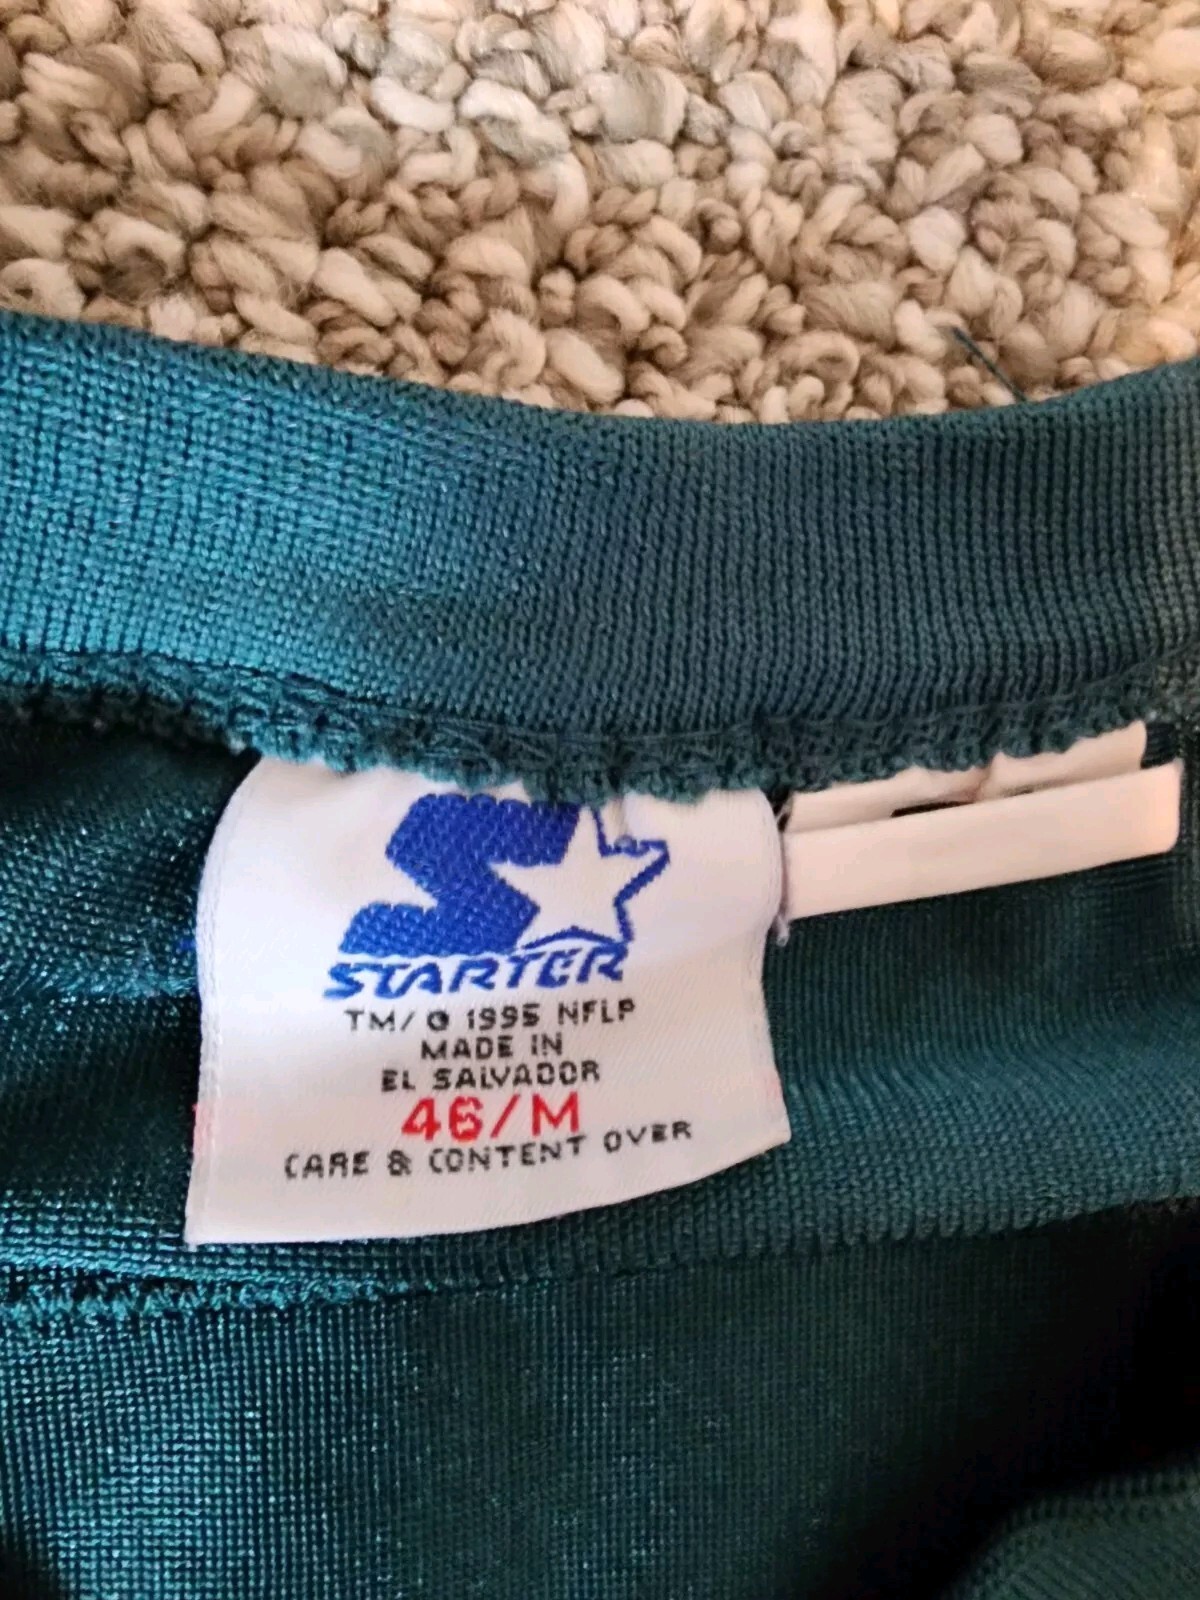 STARTER
TM/© 1995 NFLP
MADE IN
EL SALVADOR
46/M
CARE & CONTENT OVER